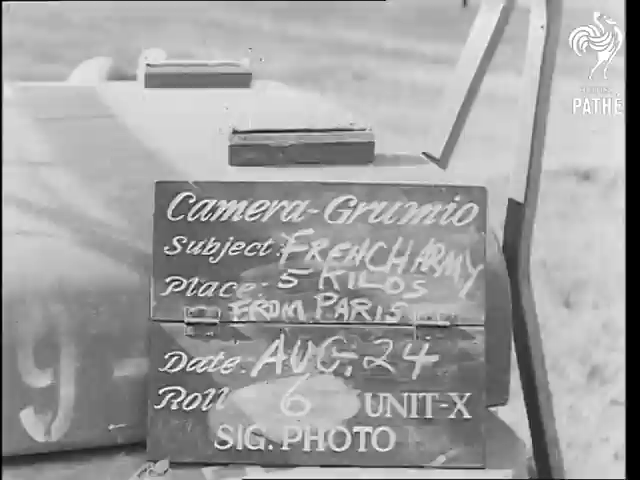 Camera-Grumio
Subject: FRENCH ARMY
Place: 5 KILOS
FROM PARIS
Date: AUG. 24
Roll 6 UNIT-X
SIG. PHOTO
9
PATHÉ